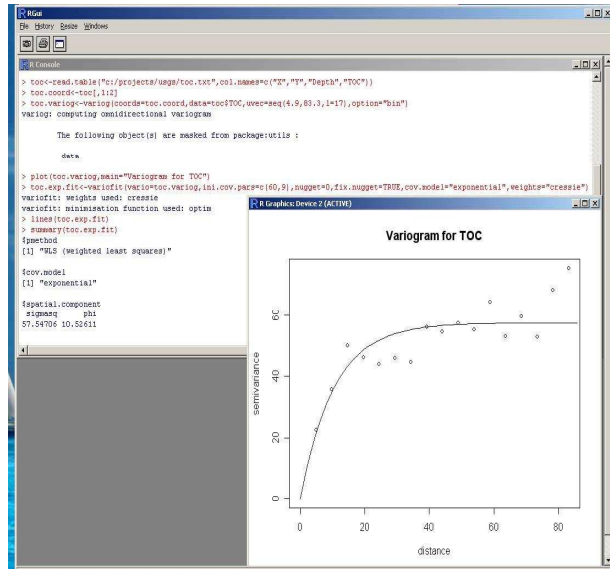 RGui
File History Resize Windows
R Console
> toc<-read.table("c:/projects/usgs/toc.txt",col.names=c("X","Y","Depth","TOC"))
> toc.coord<-toc[,1:2]
> toc.variog<-variog(coords=toc.coord,data=toc$TOC,uvec=seq(4.9,83.3,l=17),option="bin")
variog: computing omnidirectional variogram
The following object(s) are masked from package:utils :
data
> plot(toc.variog,main="Variogram for TOC")
> toc.exp.fit<-variofit(vario=toc.variog,ini.cov.pars=c(60,9),nugget=0,fix.nugget=TRUE,cov.model="exponential",weights="cressie")
variofit: weights used: cressie
variofit: minimisation function used: optim
> lines(toc.exp.fit)
> summary(toc.exp.fit)
$pmethod
[1] "WLS (weighted least squares)"
$cov.model
[1] "exponential"
$spatial.component
sigmasq phi
57.54706 10.52611
R Graphics: Device 2 (ACTIVE)
Variogram for TOC
semivariance
60
40
20
0
0 20 40 60 80
distance